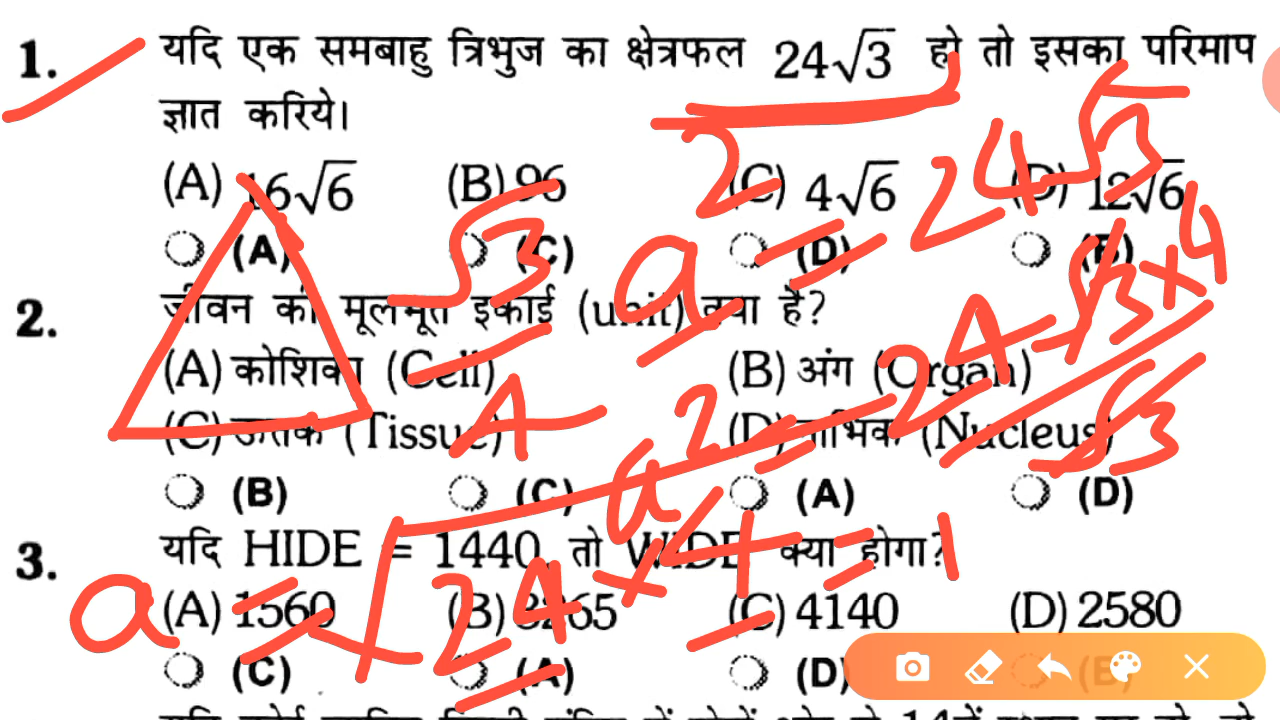 1. यदि एक समबाहु त्रिभुज का क्षेत्रफल 24√3 हो तो इसका परिमाप
ज्ञात करिये।
(A) 16√6 (B) 96 (C) 4√6 (D) 12√6
(A) (C) (D) (B)
2. जीवन की मूलभूत इकाई (unit) क्या है?
(A) कोशिका (Cell) (B) अंग (Organ)
(C) ऊतक (Tissue) (D) नाभिक (Nucleus)
(B) (C) (A) (D)
3. यदि HIDE = 1440, तो WIDE क्या होगा?
(A) 1560 (B) 3265 (C) 4140 (D) 2580
(C) (A) (D) (B)
√3/4 a² = 24√3
a² = 24√3×4/√3
a = √24×4 = 1